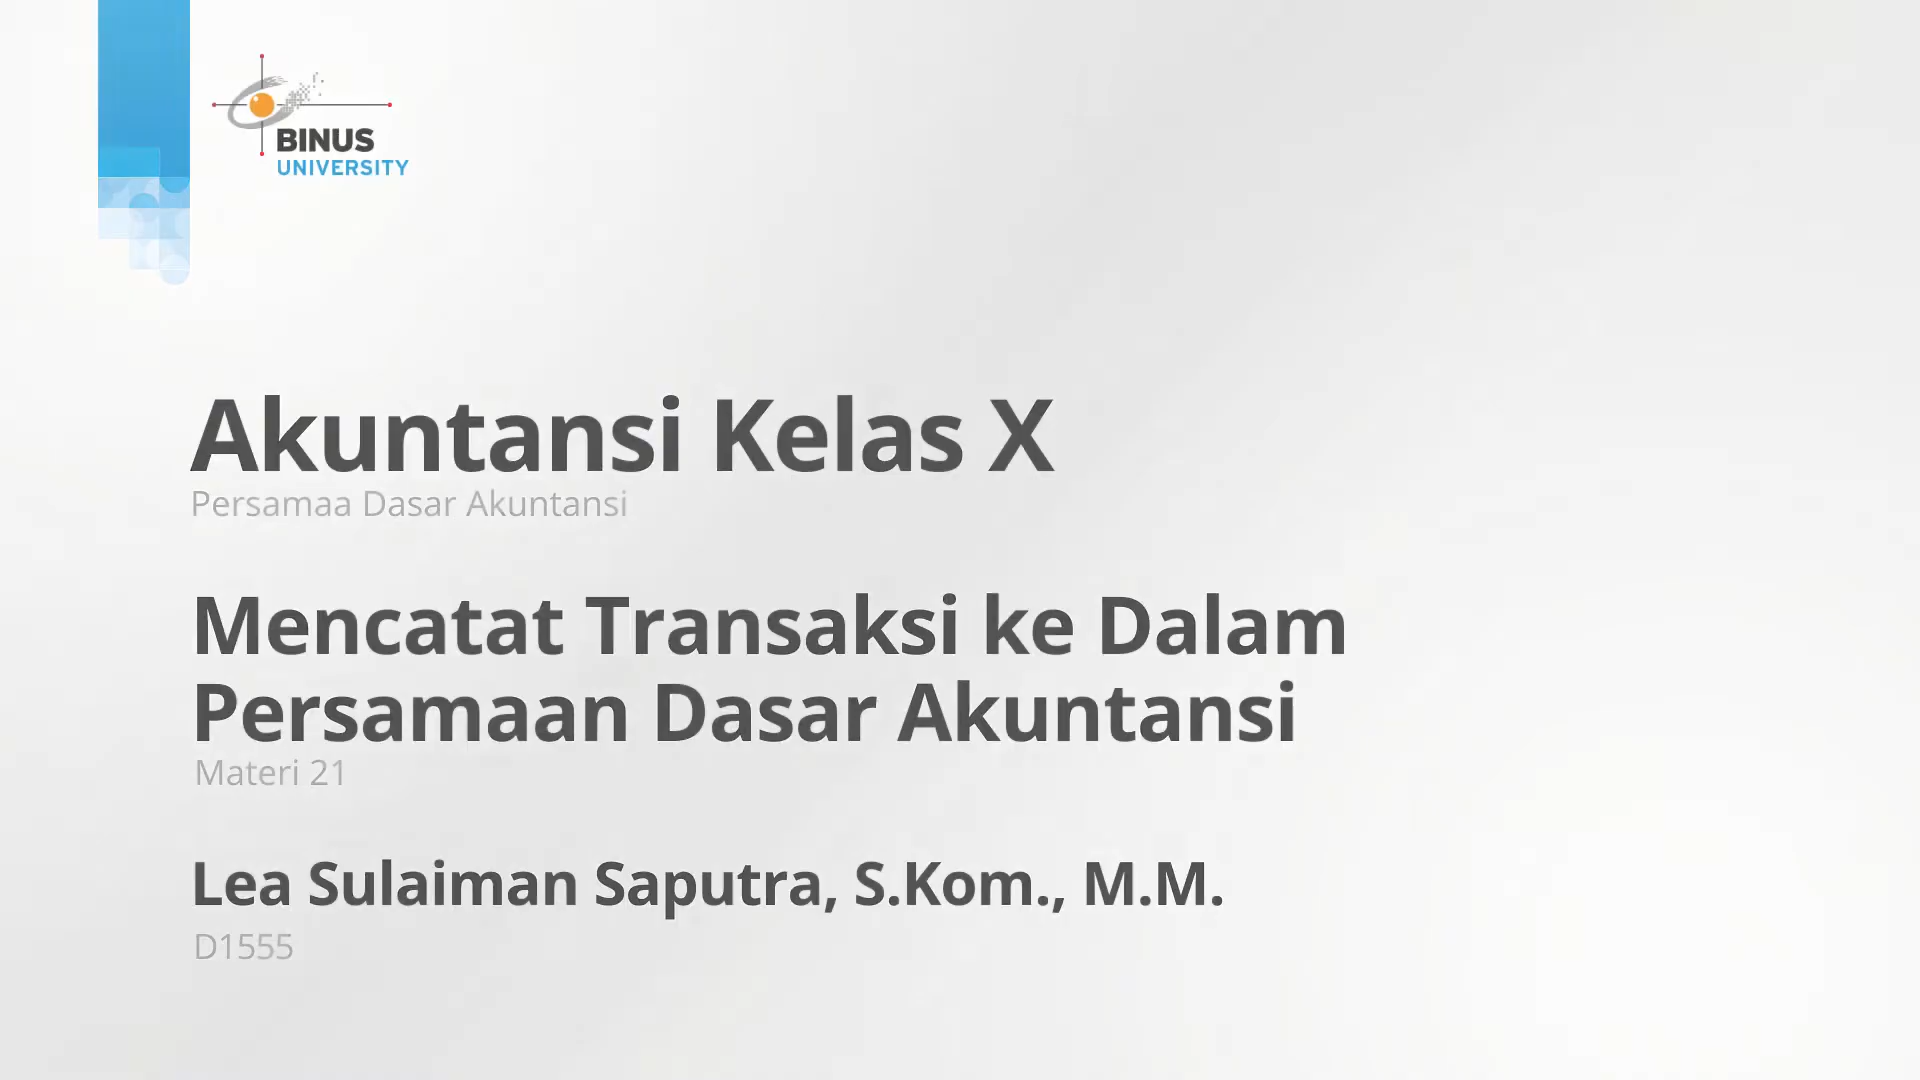 BINUS
UNIVERSITY
Akuntansi Kelas X
Persamaa Dasar Akuntansi
Mencatat Transaksi ke Dalam
Persamaan Dasar Akuntansi
Materi 21
Lea Sulaiman Saputra, S.Kom., M.M.
D1555